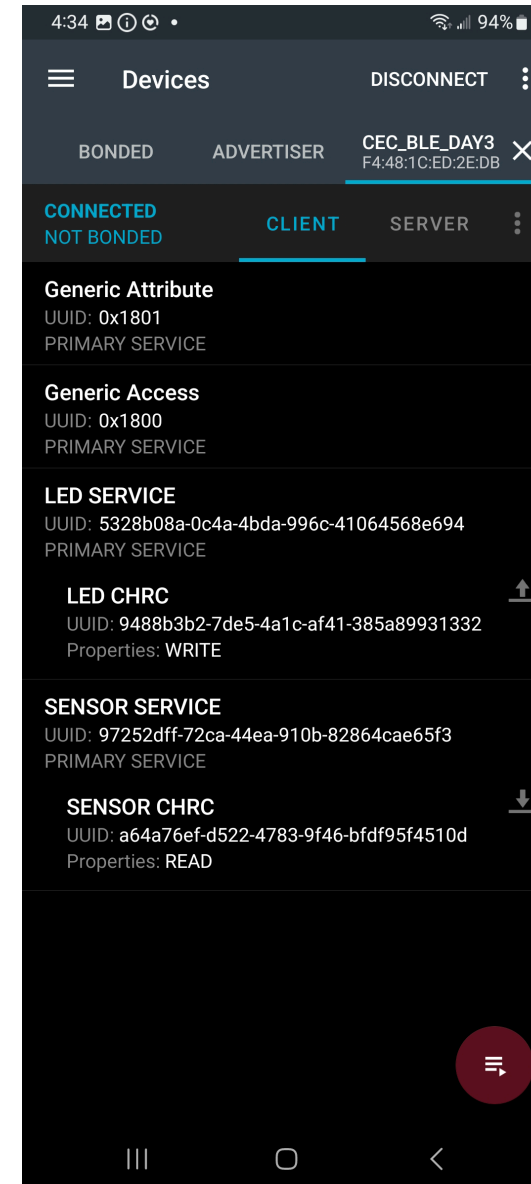 4:34 94%
Devices DISCONNECT
BONDED ADVERTISER CEC_BLE_DAY3
F4:48:1C:ED:2E:DB
CONNECTED
NOT BONDED
CLIENT SERVER
Generic Attribute
UUID: 0x1801
PRIMARY SERVICE
Generic Access
UUID: 0x1800
PRIMARY SERVICE
LED SERVICE
UUID: 5328b08a-0c4a-4bda-996c-41064568e694
PRIMARY SERVICE
LED CHRC
UUID: 9488b3b2-7de5-4a1c-af41-385a89931332
Properties: WRITE
SENSOR SERVICE
UUID: 97252dff-72ca-44ea-910b-82864cae65f3
PRIMARY SERVICE
SENSOR CHRC
UUID: a64a76ef-d522-4783-9f46-bfdf95f4510d
Properties: READ